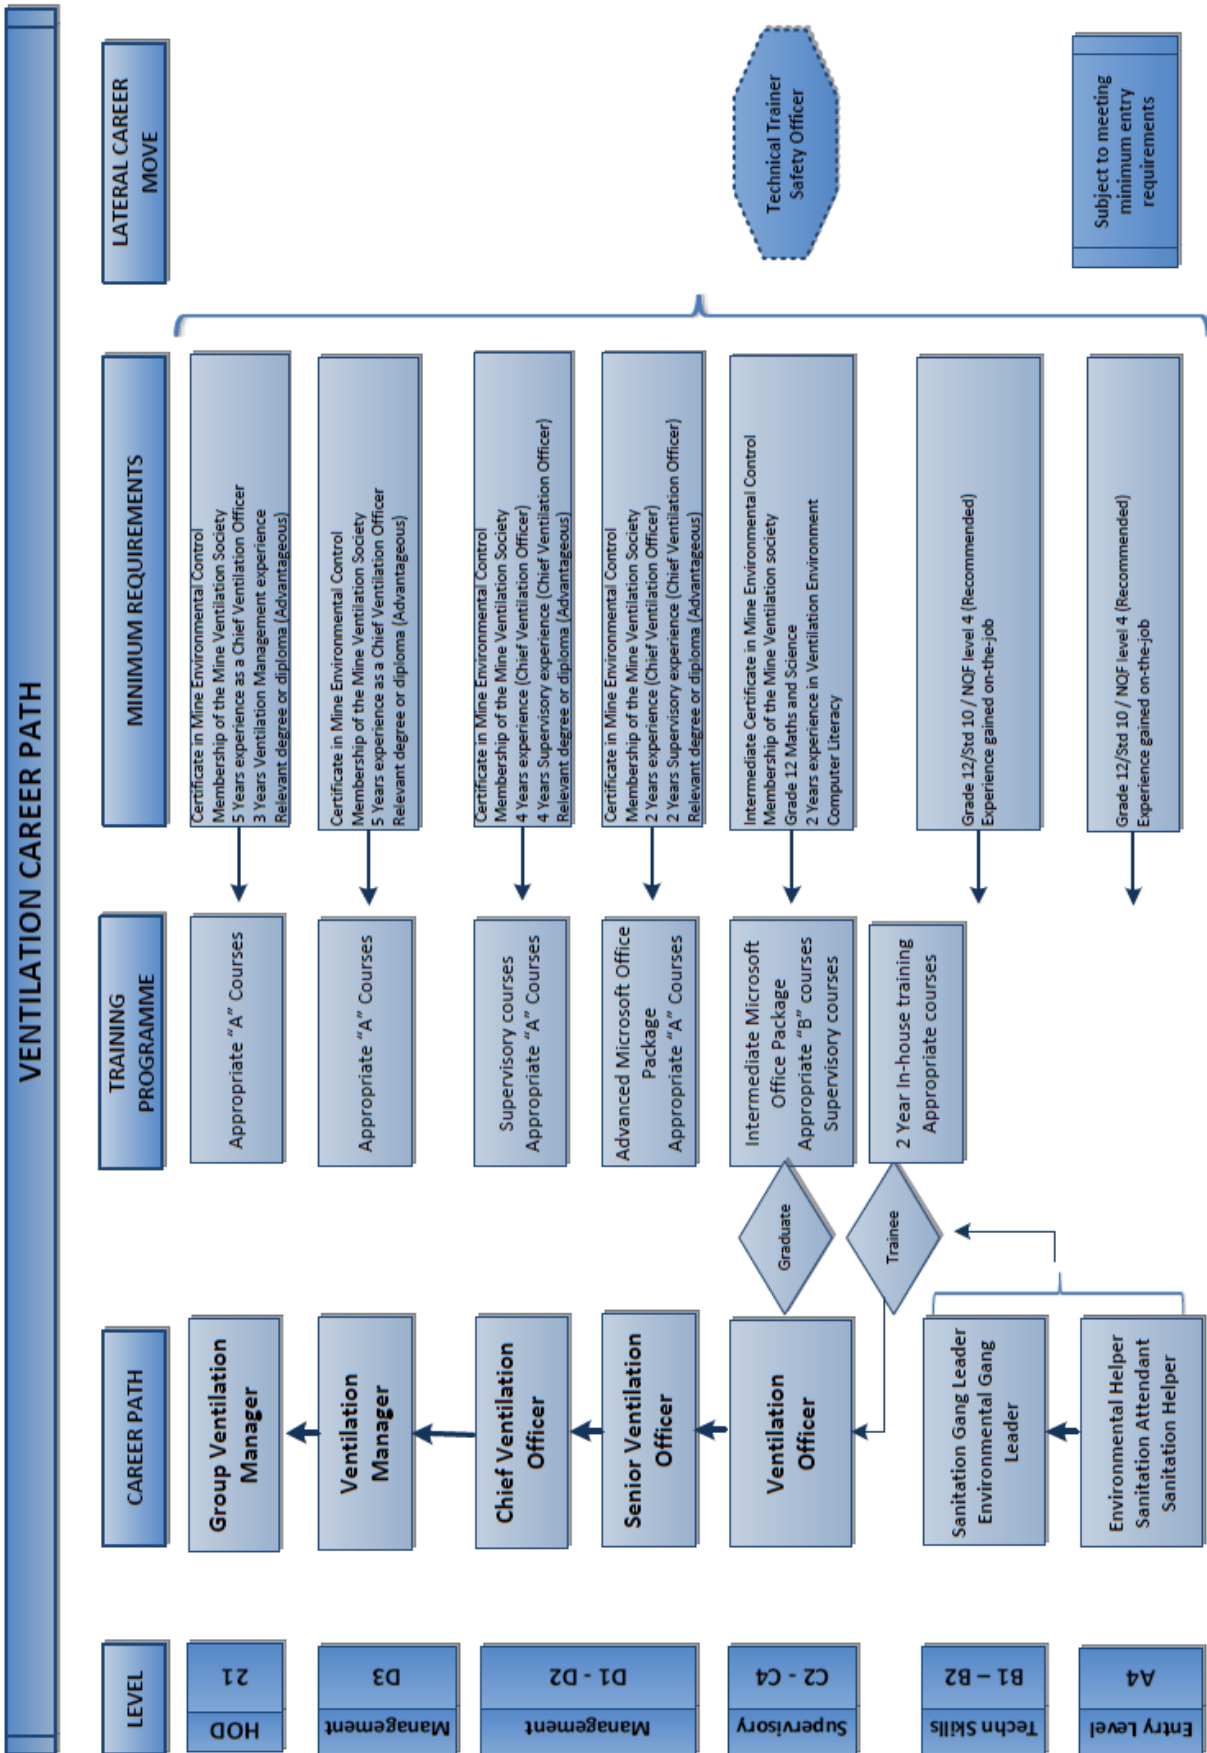 VENTILATION CAREER PATH
LEVEL
CAREER PATH
TRAINING
PROGRAMME
MINIMUM REQUIREMENTS
LATERAL CAREER
MOVE
HOD
21
Group Ventilation
Manager
Appropriate “A” Courses
Certificate in Mine Environmental Control
Membership of the Mine Ventilation Society
5 Years experience as a Chief Ventilation Officer
3 Years Ventilation Management experience
Relevant degree or diploma (Advantageous)
Management
D3
Ventilation
Manager
Appropriate “A” Courses
Certificate in Mine Environmental Control
Membership of the Mine Ventilation Society
5 Years experience as a Chief Ventilation Officer
Relevant degree or diploma (Advantageous)
Management
D1 - D2
Chief Ventilation
Officer
Supervisory courses
Appropriate “A” Courses
Certificate in Mine Environmental Control
Membership of the Mine Ventilation Society
4 Years experience (Chief Ventilation Officer)
4 Years Supervisory experience (Chief Ventilation Officer)
Relevant degree or diploma (Advantageous)
Senior Ventilation
Officer
Advanced Microsoft Office
Package
Appropriate “A” Courses
Certificate in Mine Environmental Control
Membership of the Mine Ventilation Society
2 Years experience (Chief Ventilation Officer)
2 Years Supervisory experience (Chief Ventilation Officer)
Relevant degree or diploma (Advantageous)
Supervisory
C2 - C4
Ventilation
Officer
Graduate
Intermediate Microsoft
Office Package
Appropriate “B” courses
Supervisory courses
Intermediate Certificate in Mine Environmental Control
Membership of the Mine Ventilation society
Grade 12 Maths and Science
2 Years experience in Ventilation Environment
Computer Literacy
Technical Trainer
Safety Officer
Trainee
2 Year In-house training
Appropriate courses
Techn Skills
B1 – B2
Sanitation Gang Leader
Environmental Gang
Leader
Grade 12/Std 10 / NQF level 4 (Recommended)
Experience gained on-the-job
Entry Level
A4
Environmental Helper
Sanitation Attendant
Sanitation Helper
Grade 12/Std 10 / NQF level 4 (Recommended)
Experience gained on-the-job
Subject to meeting
minimum entry
requirements